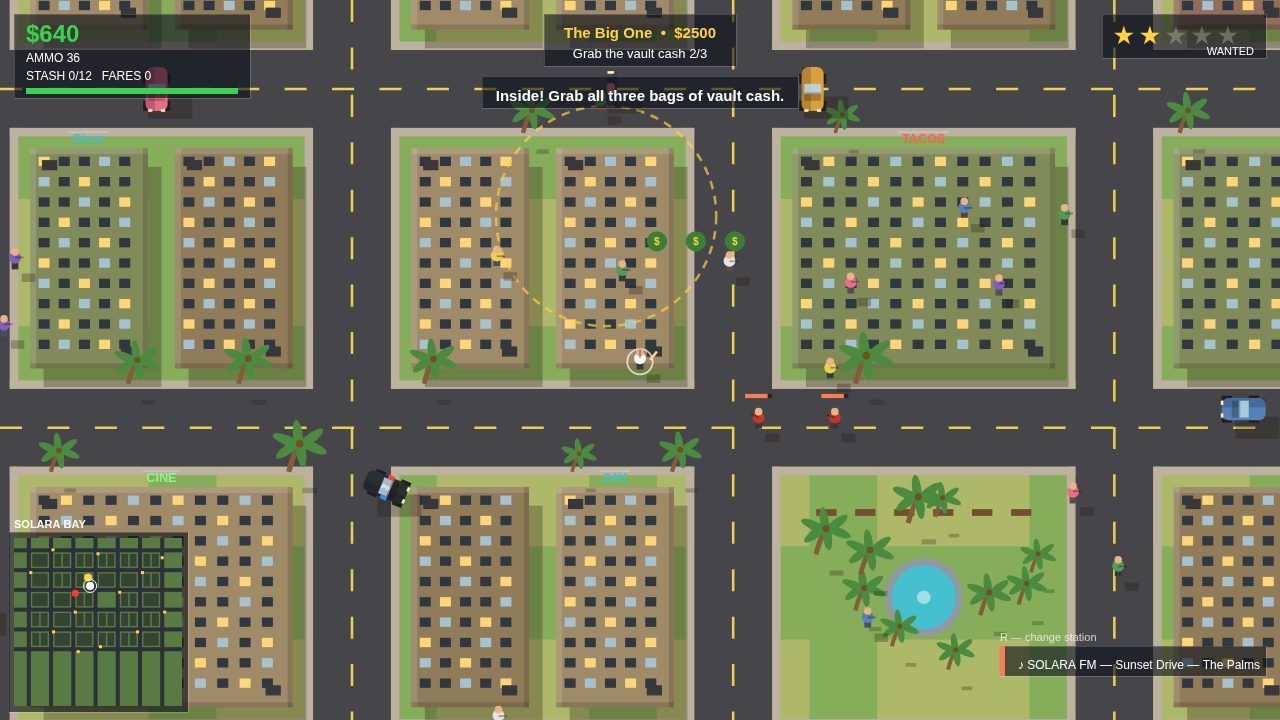 $640
AMMO 36
STASH 0/12 FARES 0
The Big One • $2500
Grab the vault cash 2/3
WANTED
Inside! Grab all three bags of vault cash.
Diner
TACOS
$ $ $
CINE
24H
SOLARA BAY
R — change station
♪ SOLARA FM — Sunset Drive — The Palms